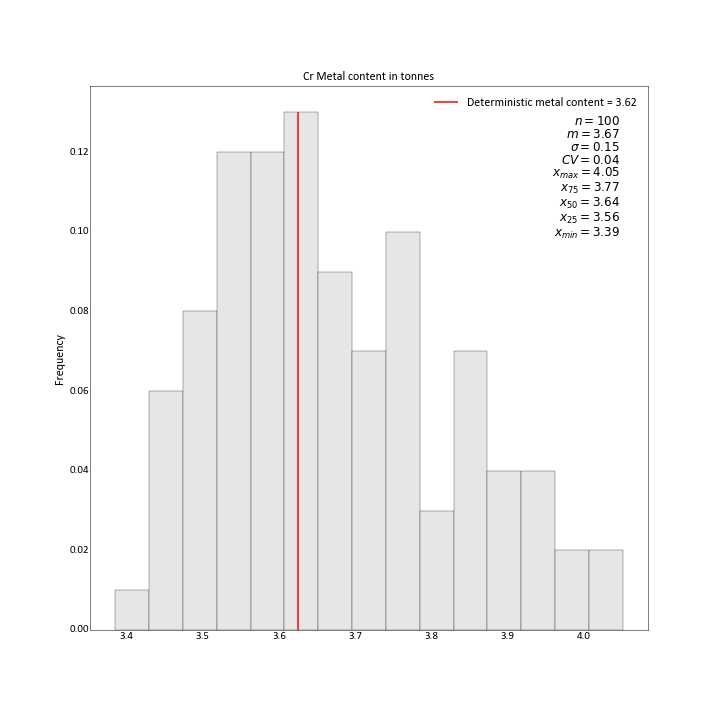 Cr Metal content in tonnes
Deterministic metal content = 3.62
n = 100
m = 3.67
σ = 0.15
CV = 0.04
x_max = 4.05
x_75 = 3.77
x_50 = 3.64
x_25 = 3.56
x_min = 3.39
Frequency
0.12
0.10
0.08
0.06
0.04
0.02
0.00
3.4 3.5 3.6 3.7 3.8 3.9 4.0